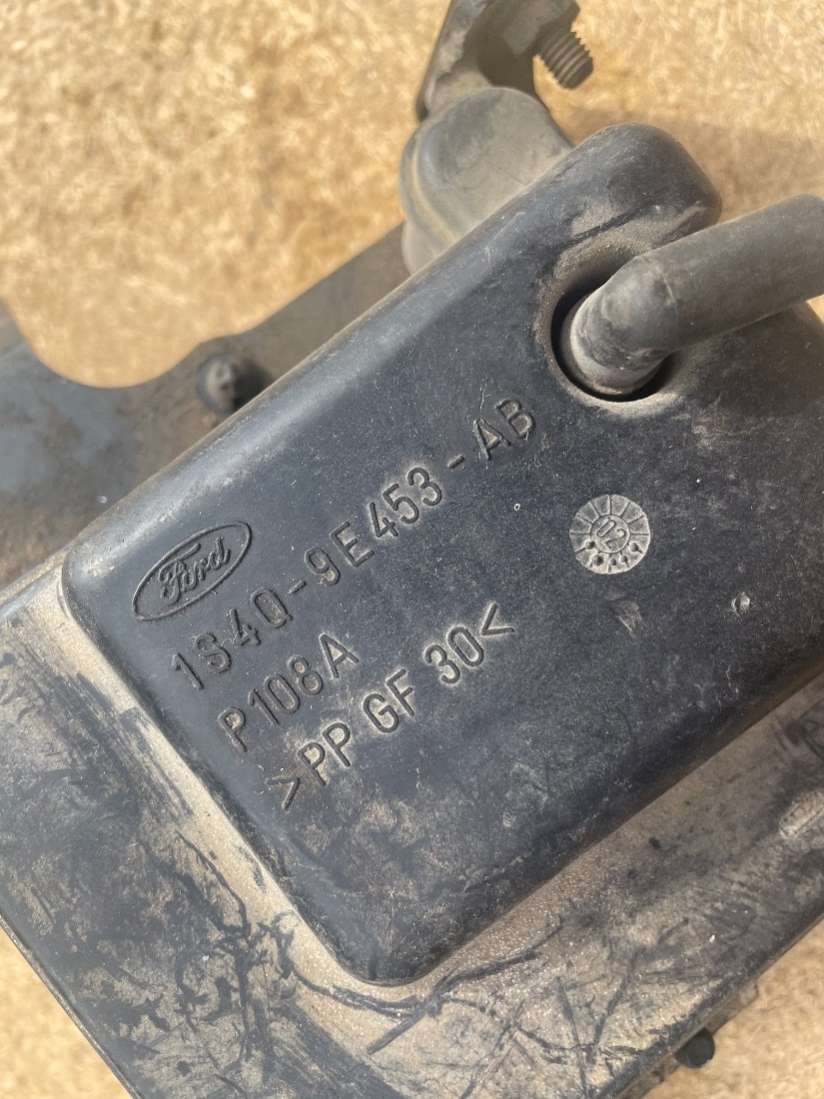 Ford
1S4Q-9E453-AB
P108A
>PP GF 30<